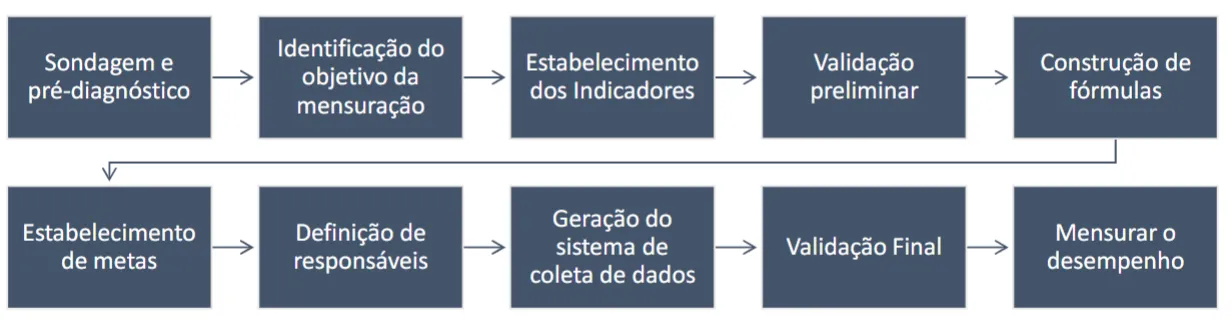 Sondagem e
pré-diagnóstico
Identificação do
objetivo da
mensuração
Estabelecimento
dos Indicadores
Validação
preliminar
Construção de
fórmulas
Estabelecimento
de metas
Definição de
responsáveis
Geração do
sistema de
coleta de dados
Validação Final
Mensurar o
desempenho